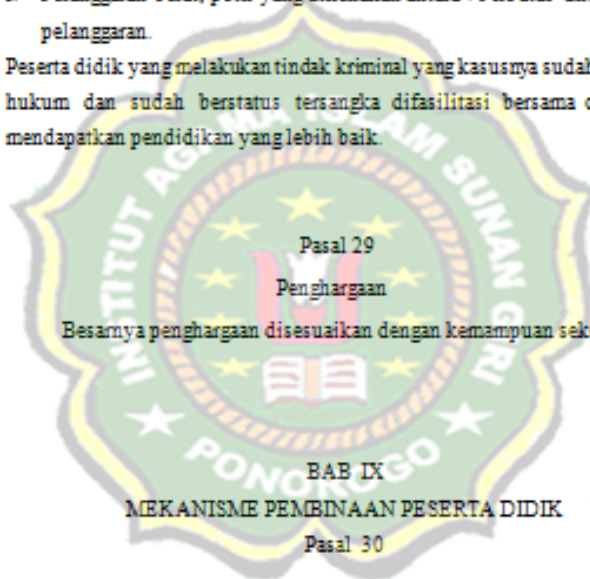 pelanggaran.
Peserta didik yang melakukan tindak kriminal yang kasusnya sudah
hukum dan sudah berstatus tersangka difasilitasi bersama
mendapatkan pendidikan yang lebih baik.
INSTITUT AGAMA ISLAM SUNAN GIRI
Pasal 29
Penghargaan
Besarnya penghargaan disesuaikan dengan kemampuan
PONOROGO
BAB IX
MEKANISME PEMBINAAN PESERTA DIDIK
Pasal 30